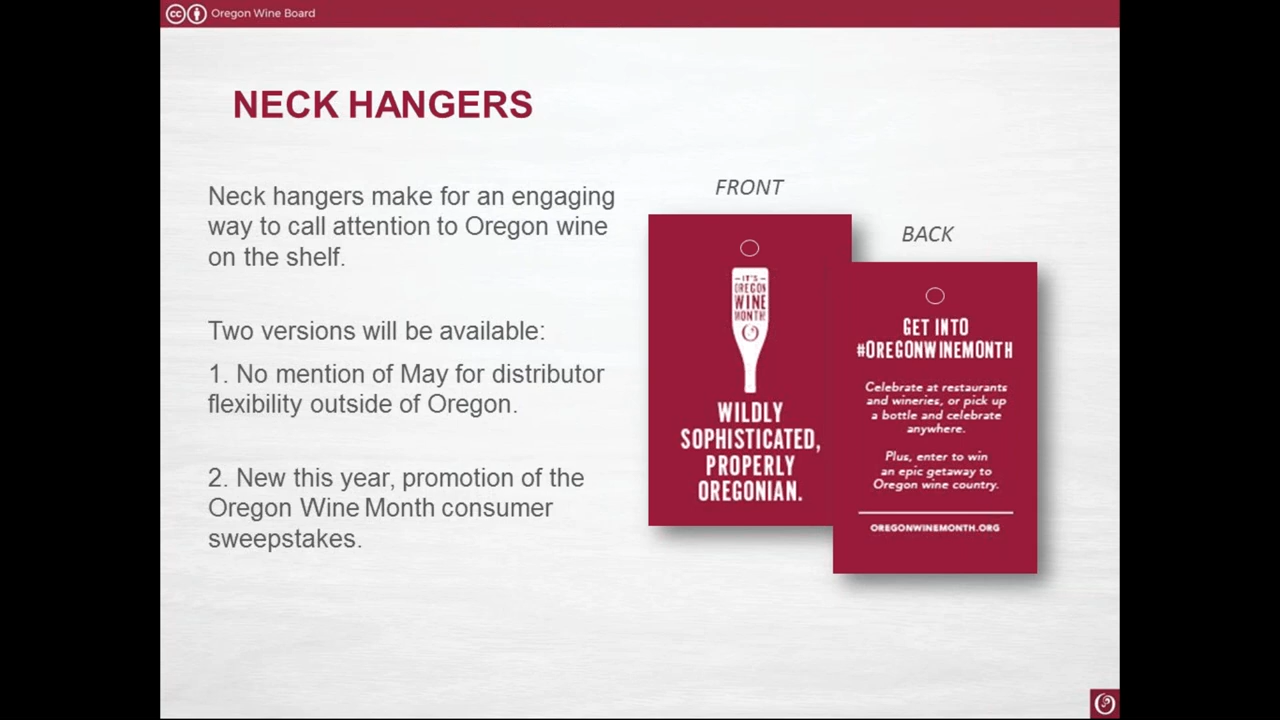 Oregon Wine Board
NECK HANGERS
Neck hangers make for an engaging
way to call attention to Oregon wine
on the shelf.
Two versions will be available:
1. No mention of May for distributor
flexibility outside of Oregon.
2. New this year, promotion of the
Oregon Wine Month consumer
sweepstakes.
FRONT
IT'S
OREGON
WINE
MONTH!
WILDLY
SOPHISTICATED,
PROPERLY
OREGONIAN.
BACK
GET INTO
#OREGONWINEMONTH
Celebrate at restaurants
and wineries, or pick up
a bottle and celebrate
anywhere.
Plus, enter to win
an epic getaway to
Oregon wine country.
OREGONWINEMONTH.ORG